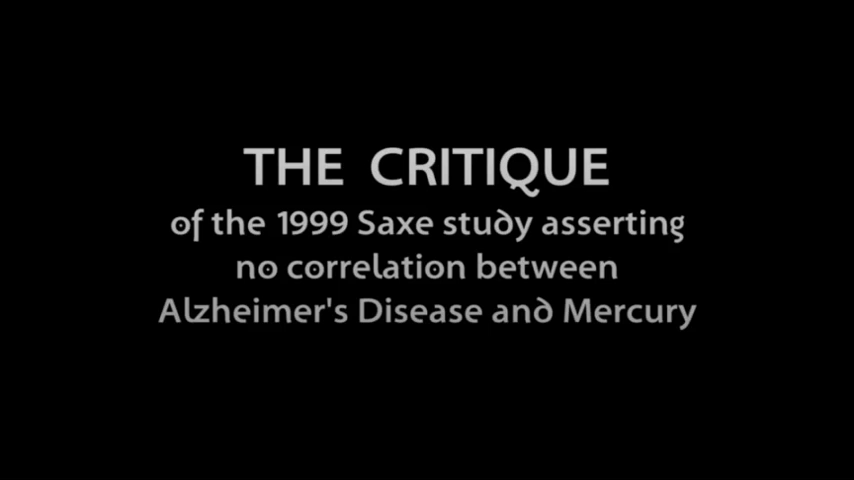 THE CRITIQUE
of the 1999 Saxe study asserting
no correlation between
Alzheimer's Disease and Mercury